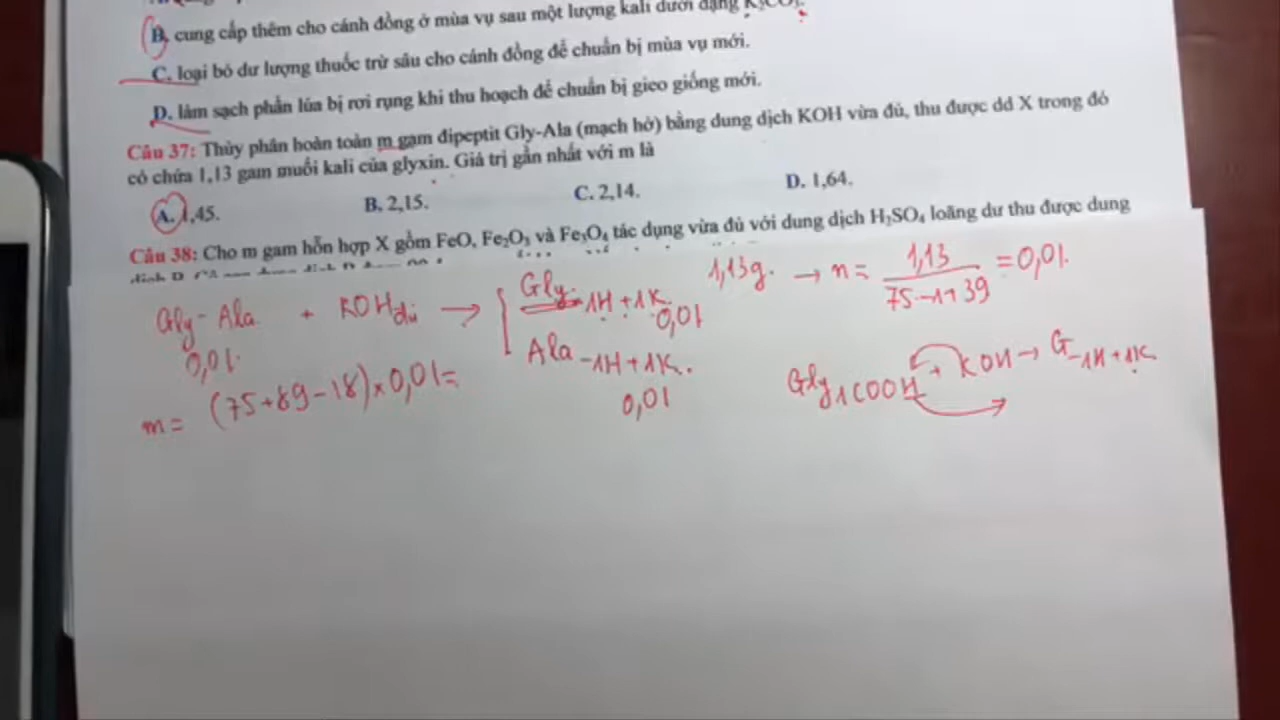 B. cung cấp thêm cho cánh đồng ở mùa vụ sau một lượng kali dưới dạng K₂CO₃.
C. loại bỏ dư lượng thuốc trừ sâu cho cánh đồng để chuẩn bị mùa vụ mới.
D. làm sạch phần lúa bị rơi rụng khi thu hoạch để chuẩn bị gieo giống mới.
Câu 37: Thủy phân hoàn toàn m gam đipeptit Gly-Ala (mạch hở) bằng dung dịch KOH vừa đủ, thu được dd X trong đó
có chứa 1,13 gam muối kali của glyxin. Giá trị gần nhất với m là
A. 1,45. B. 2,15. C. 2,14. D. 1,64.
Câu 38: Cho m gam hỗn hợp X gồm FeO, Fe₂O₃ và Fe₃O₄ tác dụng vừa đủ với dung dịch H₂SO₄ loãng dư thu được dung
Gly-Ala + KOH đủ → { Gly -1H+1K.
0,01. 0,01
Ala -1H+1K.
0,01
1,13g. → n = 1,13 / 75-1+39 = 0,01.
m = (75+89-18)×0,01=
Gly 1COOH + KOH → G -1H+1K